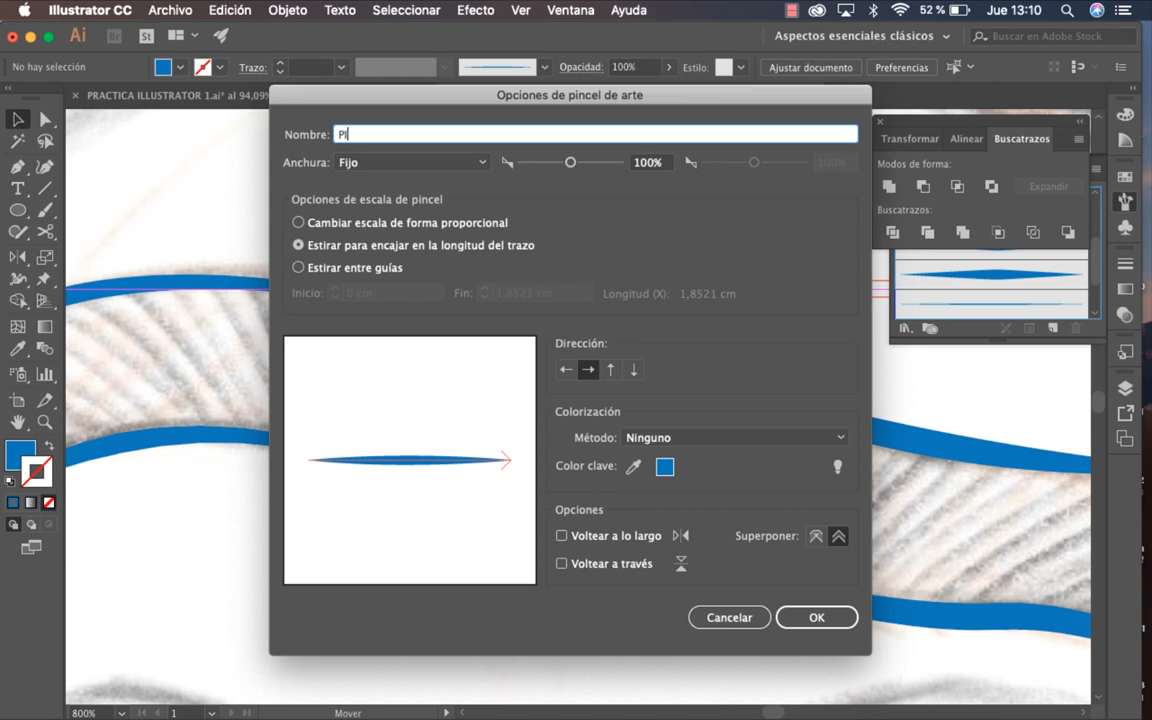 Illustrator CC Archivo Edición Objeto Texto Seleccionar Efecto Ver Ventana Ayuda 52 % Jue 13:10
Ai Br St Aspectos esenciales clásicos Buscar en Adobe Stock
No hay selección Trazo: Opacidad: 100% Estilo: Ajustar documento Preferencias
PRACTICA ILLUSTRATOR 1.ai* al 94,09%
Opciones de pincel de arte
Nombre: PI
Anchura: Fijo 100% 100%
Opciones de escala de pincel
Cambiar escala de forma proporcional
Estirar para encajar en la longitud del trazo
Estirar entre guías
Inicio: 0 cm Fin: 1,8521 cm Longitud (X): 1,8521 cm
Dirección:
Colorización
Método: Ninguno
Color clave:
Opciones
Voltear a lo largo
Superponer:
Voltear a través
Cancelar OK
Transformar Alinear Buscatrazos
Modos de forma:
Expandir
Buscatrazos:
800% 1 Mover